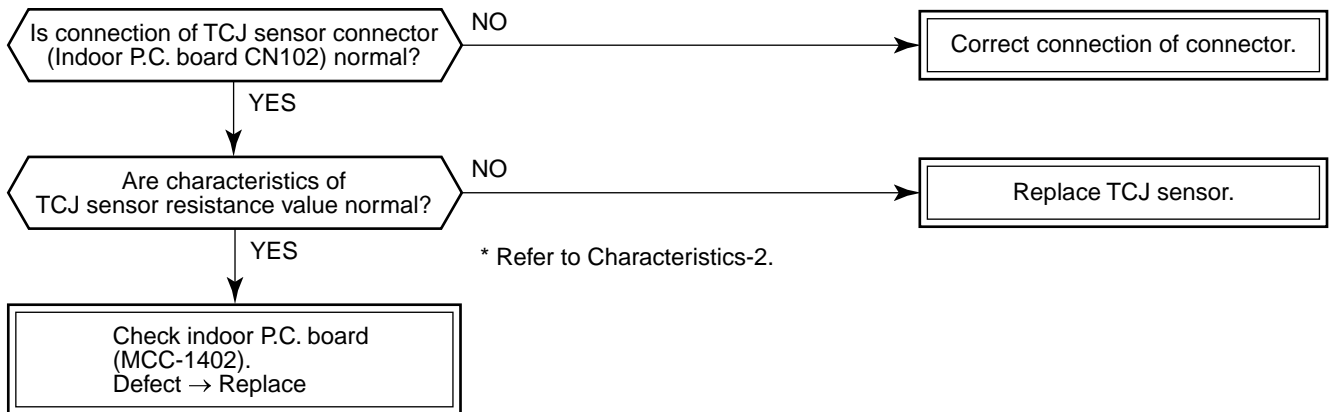 Is connection of TCJ sensor connector
(Indoor P.C. board CN102) normal?
NO
Correct connection of connector.
YES
Are characteristics of
TCJ sensor resistance value normal?
NO
Replace TCJ sensor.
YES
* Refer to Characteristics-2.
Check indoor P.C. board
(MCC-1402).
Defect → Replace